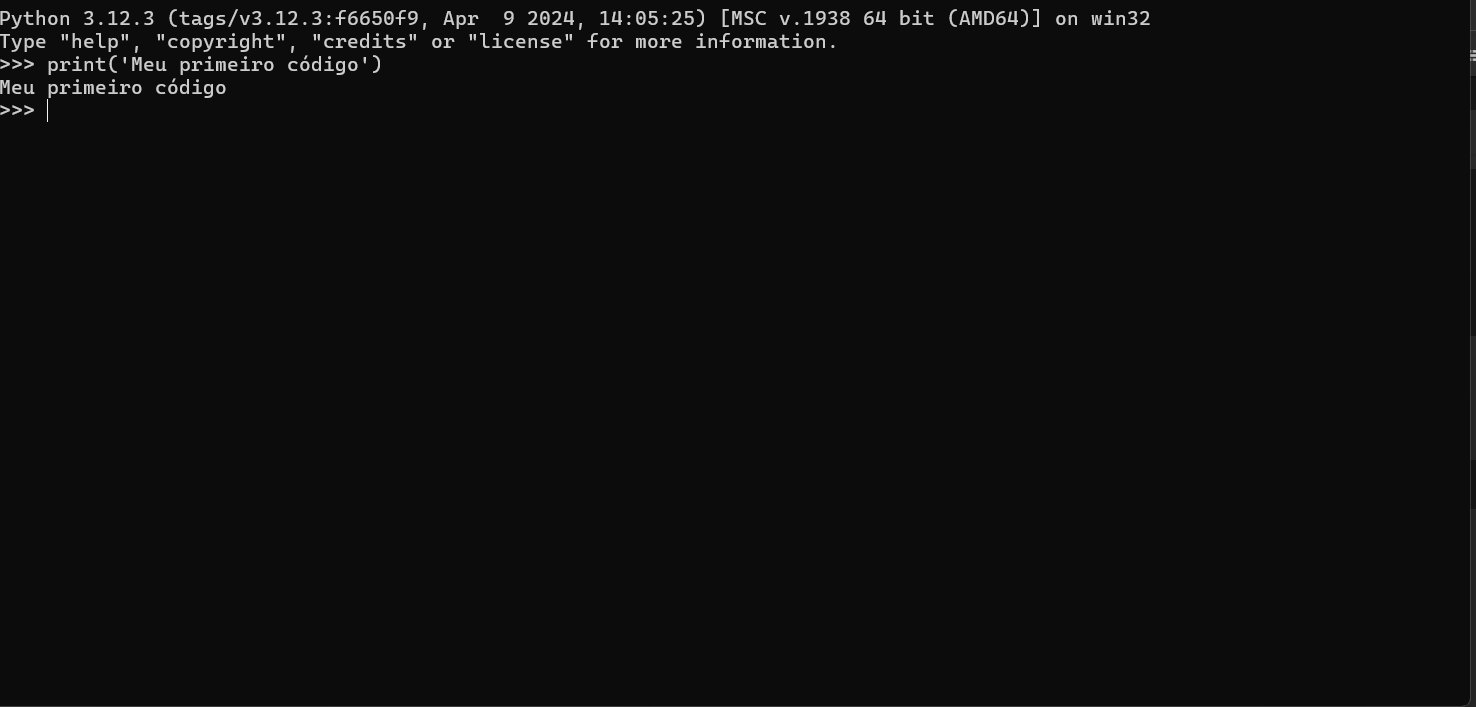 Python 3.12.3 (tags/v3.12.3:f6650f9, Apr  9 2024, 14:05:25) [MSC v.1938 64 bit (AMD64)] on win32
Type "help", "copyright", "credits" or "license" for more information.
>>> print('Meu primeiro código')
Meu primeiro código
>>>